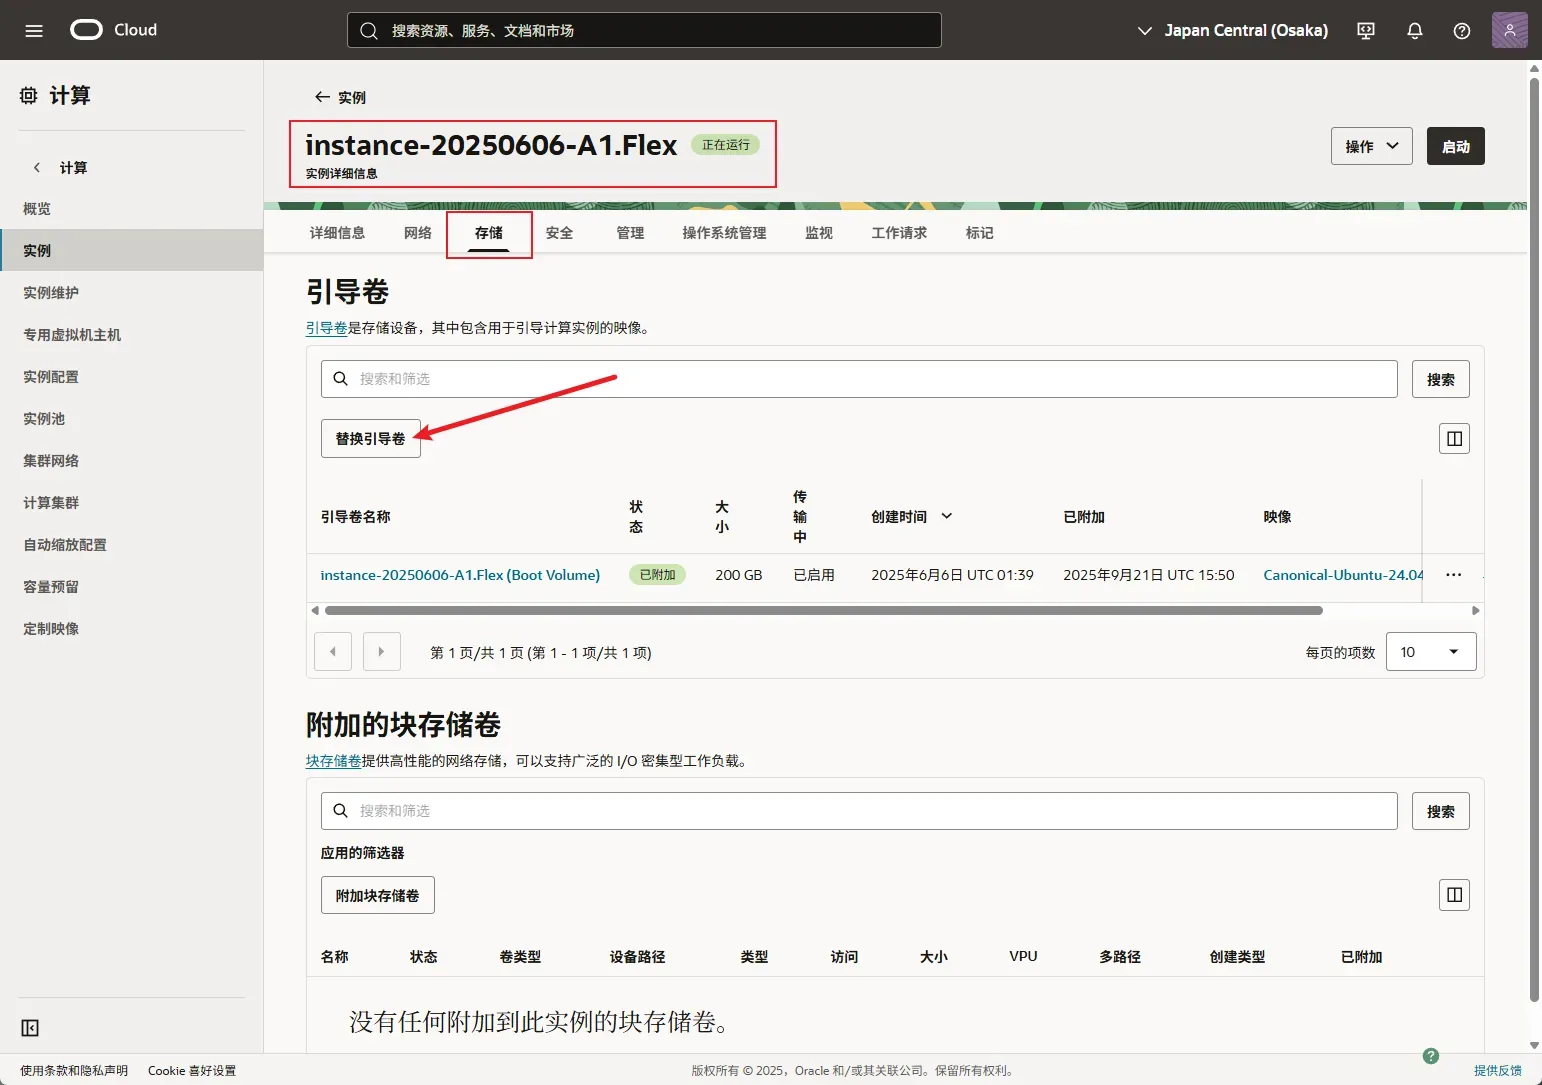 Cloud
搜索资源、服务、文档和市场
Japan Central (Osaka)
计算
计算
概览
实例
实例维护
专用虚拟机主机
实例配置
实例池
集群网络
计算集群
自动缩放配置
容量预留
定制映像
实例
instance-20250606-A1.Flex 正在运行
实例详细信息
操作
启动
详细信息 网络 存储 安全 管理 操作系统管理 监视 工作请求 标记
引导卷
引导卷是存储设备，其中包含用于引导计算实例的映像。
搜索和筛选
搜索
替换引导卷
引导卷名称 状态 大小 传输中 创建时间 已附加 映像
instance-20250606-A1.Flex (Boot Volume) 已附加 200 GB 已启用 2025年6月6日 UTC 01:39 2025年9月21日 UTC 15:50 Canonical-Ubuntu-24.04
第 1 页/共 1 页 (第 1 - 1 项/共 1 项)
每页的项数 10
附加的块存储卷
块存储卷提供高性能的网络存储，可以支持广泛的 I/O 密集型工作负载。
搜索和筛选
搜索
应用的筛选器
附加块存储卷
名称 状态 卷类型 设备路径 类型 访问 大小 VPU 多路径 创建类型 已附加
没有任何附加到此实例的块存储卷。
使用条款和隐私声明 Cookie 喜好设置
版权所有 © 2025，Oracle 和/或其关联公司。保留所有权利。
提供反馈